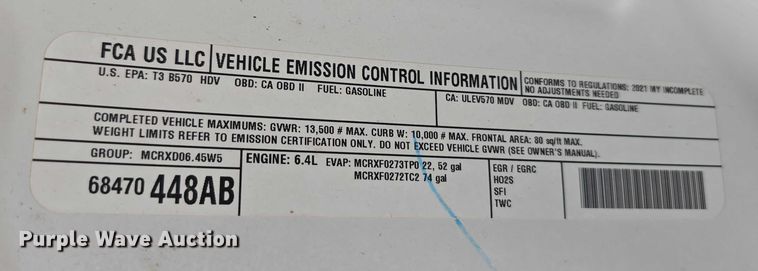 FCA US LLC VEHICLE EMISSION CONTROL INFORMATION CONFORMS TO REGULATIONS: 2021 MY INCOMPLETE
NO ADJUSTMENTS NEEDED
U.S. EPA: T3 B570 HDV OBD: CA OBD II FUEL: GASOLINE
CA: ULEV570 MDV OBD: CA OBD II FUEL: GASOLINE
COMPLETED VEHICLE MAXIMUMS: GVWR: 13,500 # MAX. CURB W: 10,000 # MAX. FRONTAL AREA: 80 sq/ft MAX.
WEIGHT LIMITS REFER TO EMISSION CERTIFICATION ONLY. DO NOT EXCEED VEHICLE GVWR (SEE OWNER'S MANUAL).
GROUP: MCRXD06.45W5
68470 448AB
ENGINE: 6.4L EVAP: MCRXF0273TP0 22, 52 gal
MCRXF0272TC2 74 gal
EGR / EGRC
HO2S
SFI
TWC
Purple Wave Auction